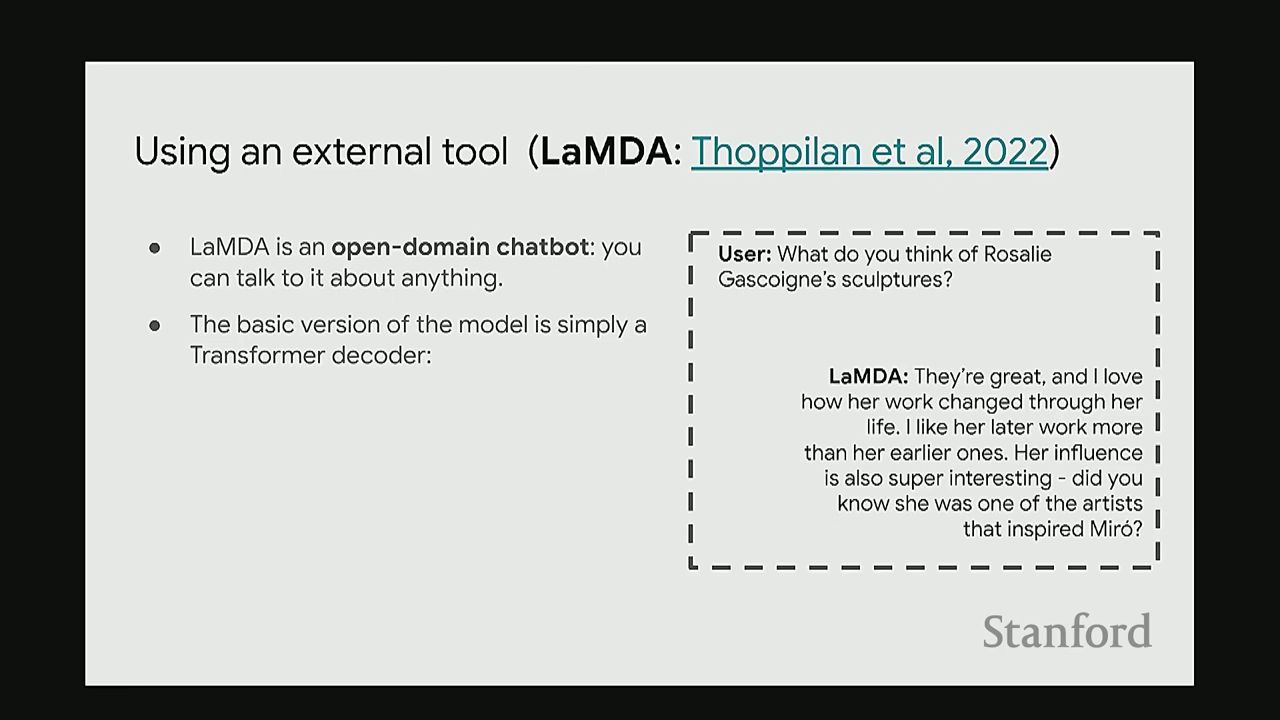 Using an external tool (LaMDA: Thoppilan et al, 2022)
● LaMDA is an open-domain chatbot: you
can talk to it about anything.
● The basic version of the model is simply a
Transformer decoder:
User: What do you think of Rosalie
Gascoigne's sculptures?
LaMDA: They're great, and I love
how her work changed through her
life. I like her later work more
than her earlier ones. Her influence
is also super interesting - did you
know she was one of the artists
that inspired Miró?
Stanford